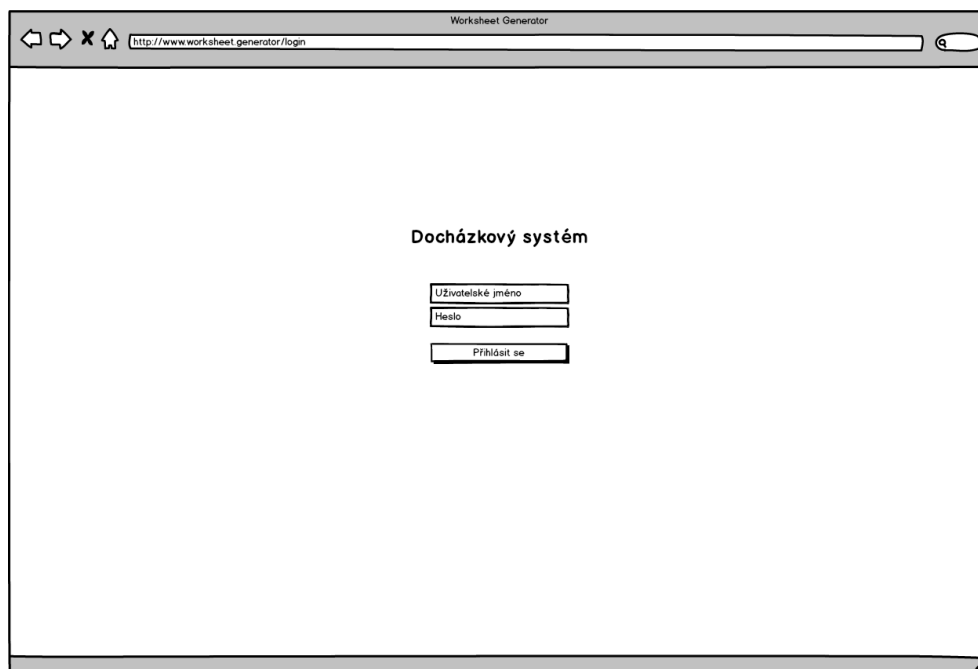 Worksheet Generator
http://www.worksheet.generator/login
Docházkový systém
Uživatelské jméno
Heslo
Přihlásit se